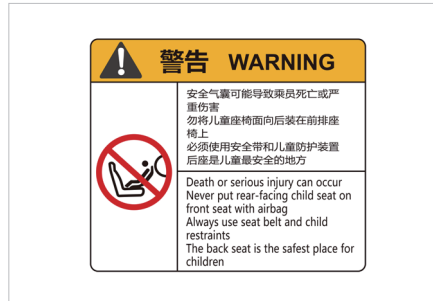 警告 WARNING
安全气囊可能导致乘员死亡或严
重伤害
勿将儿童座椅面向后装在前排座
椅上
必须使用安全带和儿童防护装置
后座是儿童最安全的地方
Death or serious injury can occur
Never put rear-facing child seat on
front seat with airbag
Always use seat belt and child
restraints
The back seat is the safest place for
children